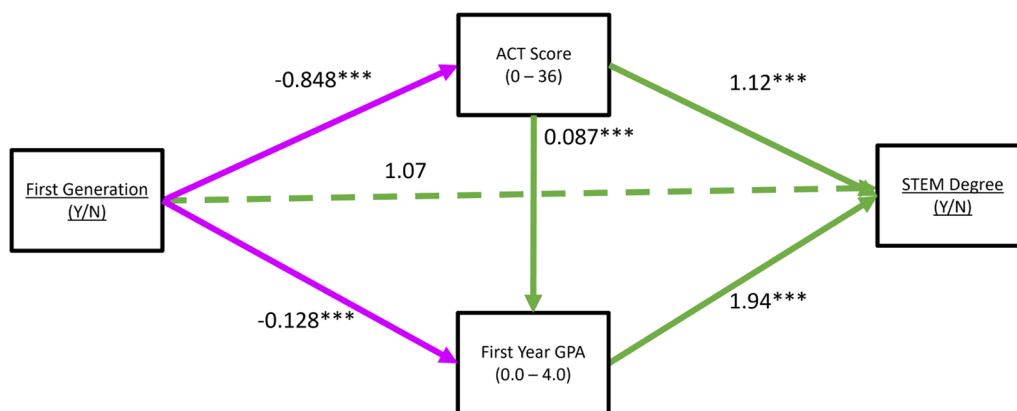 ACT Score
(0 – 36)
-0.848***
1.12***
0.087***
First Generation
(Y/N)
1.07
STEM Degree
(Y/N)
-0.128***
1.94***
First Year GPA
(0.0 – 4.0)